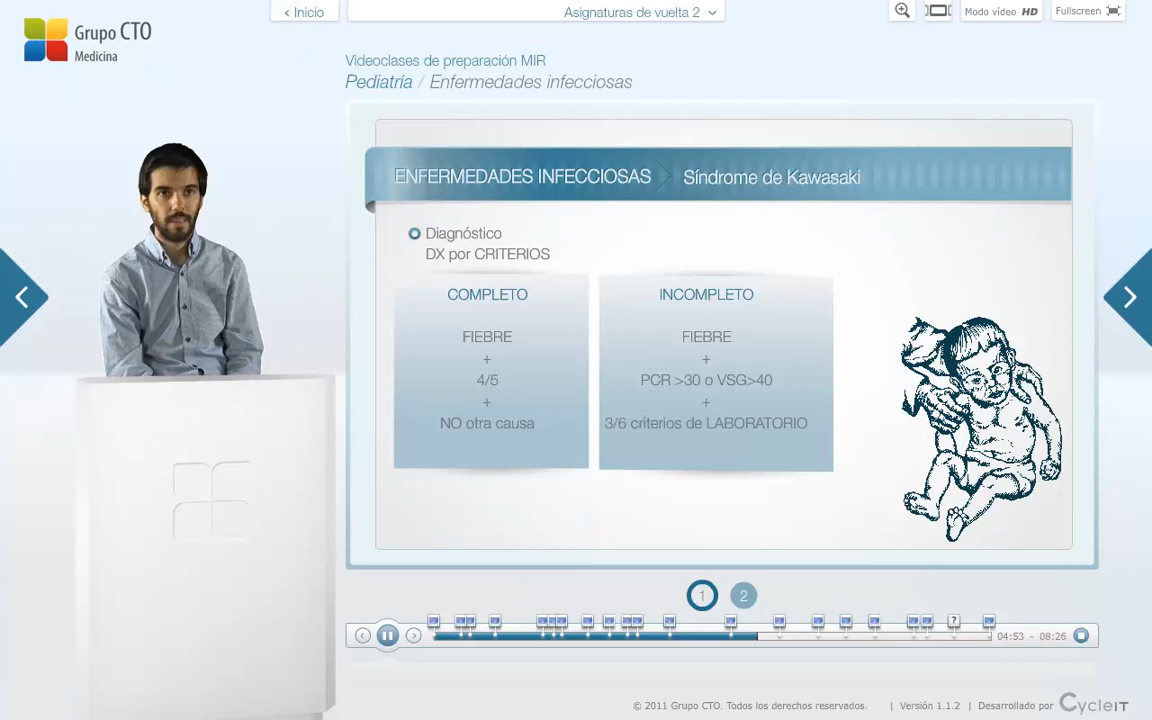 Grupo CTO
Medicina
‹ Inicio
Asignaturas de vuelta 2
Modo vídeo HD
Fullscreen
Videoclases de preparación MIR
Pediatría / Enfermedades infecciosas
ENFERMEDADES INFECCIOSAS
Síndrome de Kawasaki
Diagnóstico
DX por CRITERIOS
COMPLETO
FIEBRE
+
4/5
+
NO otra causa
INCOMPLETO
FIEBRE
+
PCR >30 o VSG>40
+
3/6 criterios de LABORATORIO
1
2
?
04:53 - 08:26
© 2011 Grupo CTO. Todos los derechos reservados. | Versión 1.1.2 | Desarrollado por CycleIT